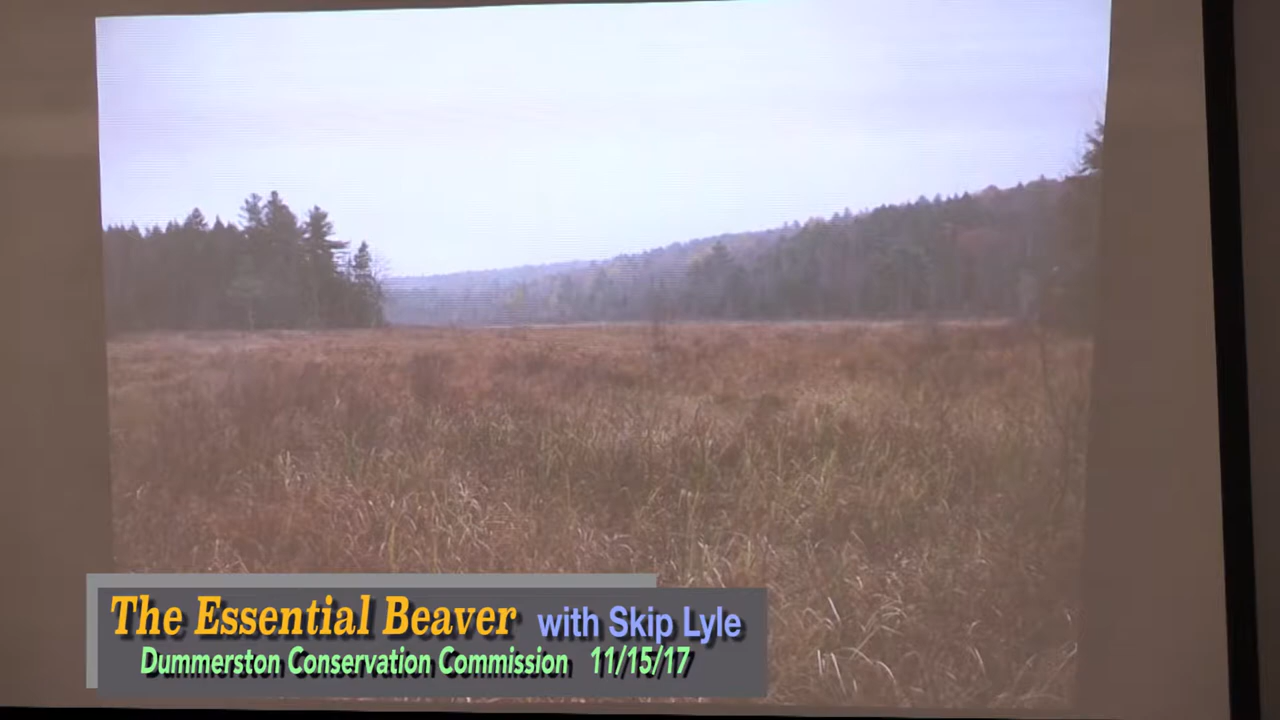 The Essential Beaver with Skip Lyle
Dummerston Conservation Commission 11/15/17